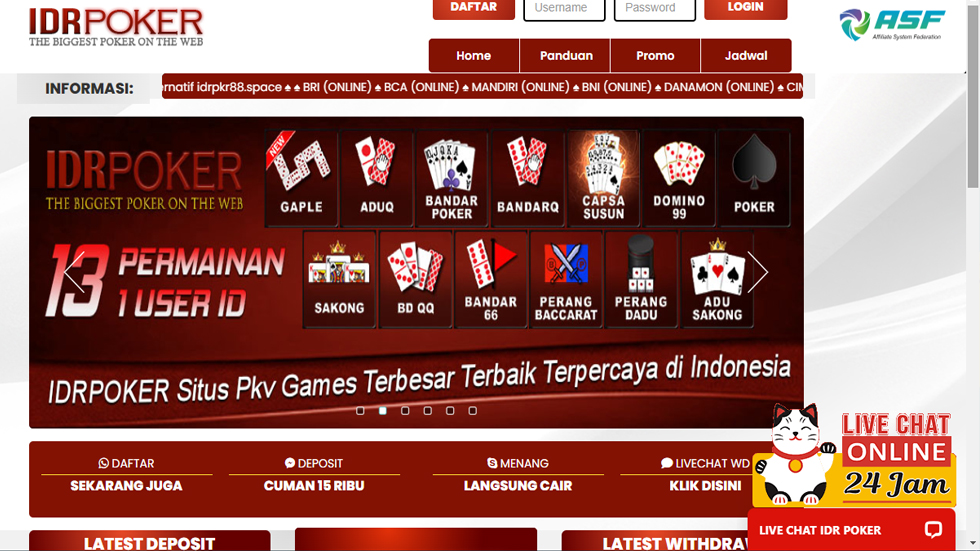 IDRPOKER
THE BIGGEST POKER ON THE WEB
DAFTAR
Username
Password
LOGIN
ASF
Affiliate System Federation
Home
Panduan
Promo
Jadwal
INFORMASI:
rnatif idrpkr88.space ♠ ♠ BRI (ONLINE) ♠ BCA (ONLINE) ♠ MANDIRI (ONLINE) ♠ BNI (ONLINE) ♠ DANAMON (ONLINE) ♠ CIM
IDRPOKER
THE BIGGEST POKER ON THE WEB
NEW
GAPLE
ADUQ
BANDAR
POKER
BANDARQ
CAPSA
SUSUN
DOMINO
99
POKER
13 PERMAINAN
1 USER ID
SAKONG
BD QQ
BANDAR
66
PERANG
BACCARAT
PERANG
DADU
ADU
SAKONG
IDRPOKER Situs Pkv Games Terbesar Terbaik Terpercaya di Indonesia
DAFTAR
SEKARANG JUGA
DEPOSIT
CUMAN 15 RIBU
MENANG
LANGSUNG CAIR
LIVECHAT WD
KLIK DISINI
LIVE CHAT
ONLINE
24 Jam
LIVE CHAT IDR POKER
LATEST DEPOSIT
LATEST WITHDRAW